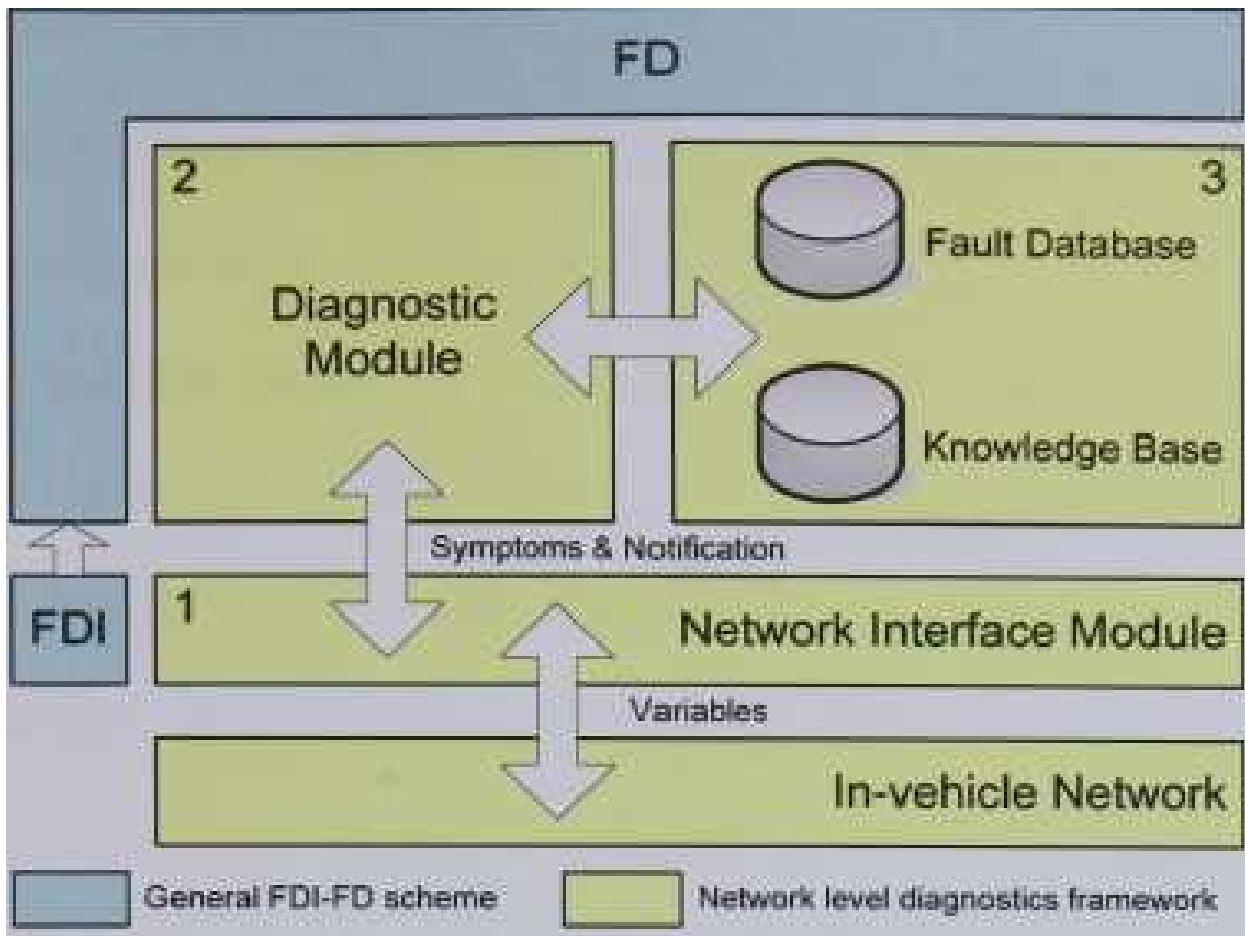 FD
2
Diagnostic
Module
3
Fault Database
Knowledge Base
Symptoms & Notification
FDI
1
Network Interface Module
Variables
In-vehicle Network
General FDI-FD scheme
Network level diagnostics framework